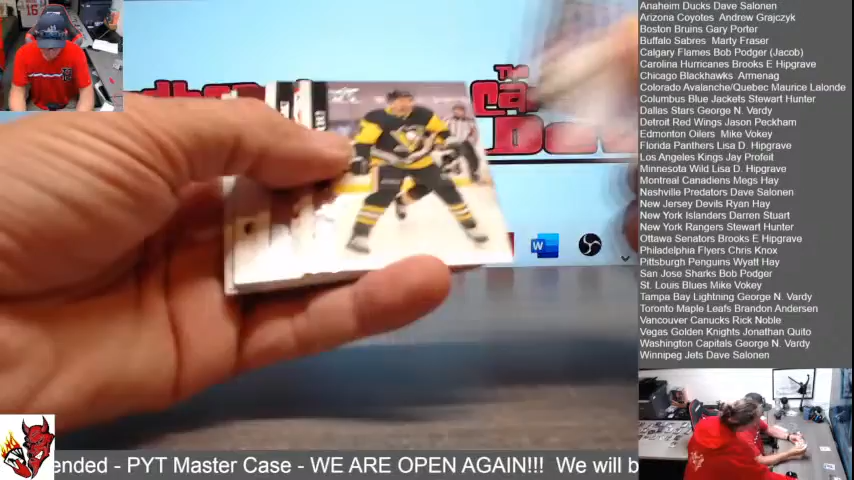 Anaheim Ducks Dave Salonen
Arizona Coyotes Andrew Grajczyk
Boston Bruins Gary Porter
Buffalo Sabres Marty Fraser
Calgary Flames Bob Podger (Jacob)
Carolina Hurricanes Brooks E Hipgrave
Chicago Blackhawks Armenag
Colorado Avalanche/Quebec Maurice Lalonde
Columbus Blue Jackets Stewart Hunter
Dallas Stars George N. Vardy
Detroit Red Wings Jason Peckham
Edmonton Oilers Mike Vokey
Florida Panthers Lisa D. Hipgrave
Los Angeles Kings Jay Profeit
Minnesota Wild Lisa D. Hipgrave
Montreal Canadiens Megs Hay
Nashville Predators Dave Salonen
New Jersey Devils Ryan Hay
New York Islanders Darren Stuart
New York Rangers Stewart Hunter
Ottawa Senators Brooks E Hipgrave
Philadelphia Flyers Chris Knox
Pittsburgh Penguins Wyatt Hay
San Jose Sharks Bob Podger
St. Louis Blues Mike Vokey
Tampa Bay Lightning George N. Vardy
Toronto Maple Leafs Brandon Andersen
Vancouver Canucks Rick Noble
Vegas Golden Knights Jonathan Quito
Washington Capitals George N. Vardy
Winnipeg Jets Dave Salonen
The
W
ended - PYT Master Case - WE ARE OPEN AGAIN!!! We will b